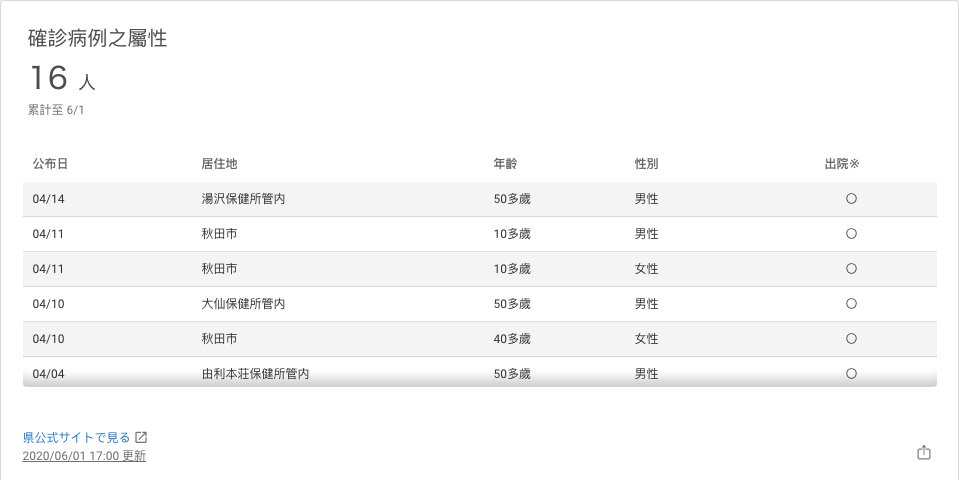 確診病例之屬性
16 人
累計至 6/1
公布日 居住地 年齡 性別 出院※
04/14 湯沢保健所管内 50多歲 男性 〇
04/11 秋田市 10多歲 男性 〇
04/11 秋田市 10多歲 女性 〇
04/10 大仙保健所管内 50多歲 男性 〇
04/10 秋田市 40多歲 女性 〇
04/04 由利本荘保健所管内 50多歲 男性 〇
県公式サイトで見る
2020/06/01 17:00 更新